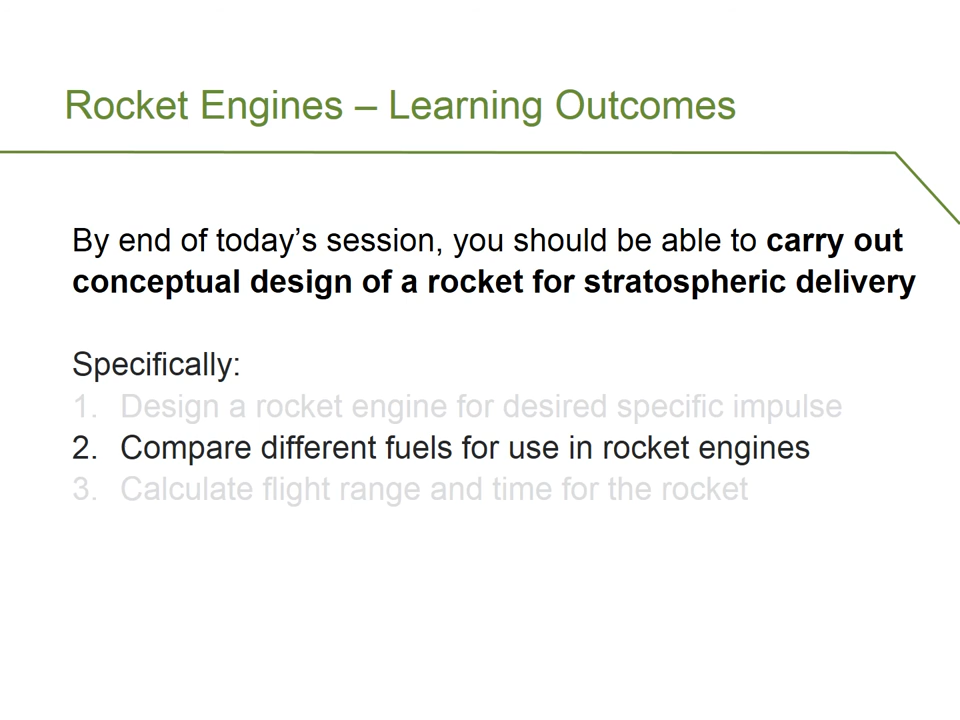 Rocket Engines – Learning Outcomes
By end of today’s session, you should be able to carry out
conceptual design of a rocket for stratospheric delivery
Specifically:
1. Design a rocket engine for desired specific impulse
2. Compare different fuels for use in rocket engines
3. Calculate flight range and time for the rocket